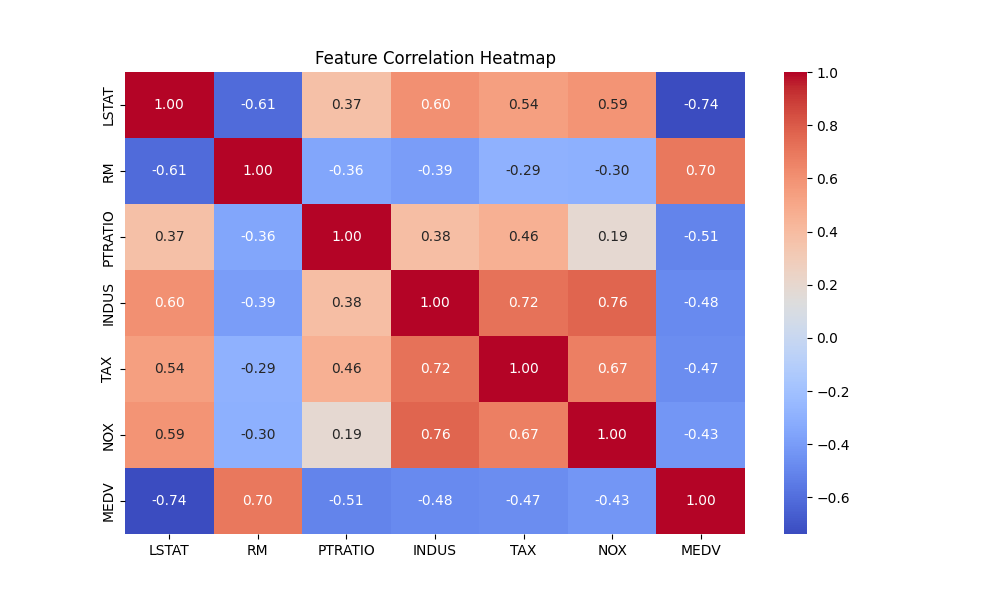 Feature Correlation Heatmap
LSTAT 1.00 -0.61 0.37 0.60 0.54 0.59 -0.74
RM -0.61 1.00 -0.36 -0.39 -0.29 -0.30 0.70
PTRATIO 0.37 -0.36 1.00 0.38 0.46 0.19 -0.51
INDUS 0.60 -0.39 0.38 1.00 0.72 0.76 -0.48
TAX 0.54 -0.29 0.46 0.72 1.00 0.67 -0.47
NOX 0.59 -0.30 0.19 0.76 0.67 1.00 -0.43
MEDV -0.74 0.70 -0.51 -0.48 -0.47 -0.43 1.00
LSTAT RM PTRATIO INDUS TAX NOX MEDV
1.0
0.8
0.6
0.4
0.2
0.0
−0.2
−0.4
−0.6